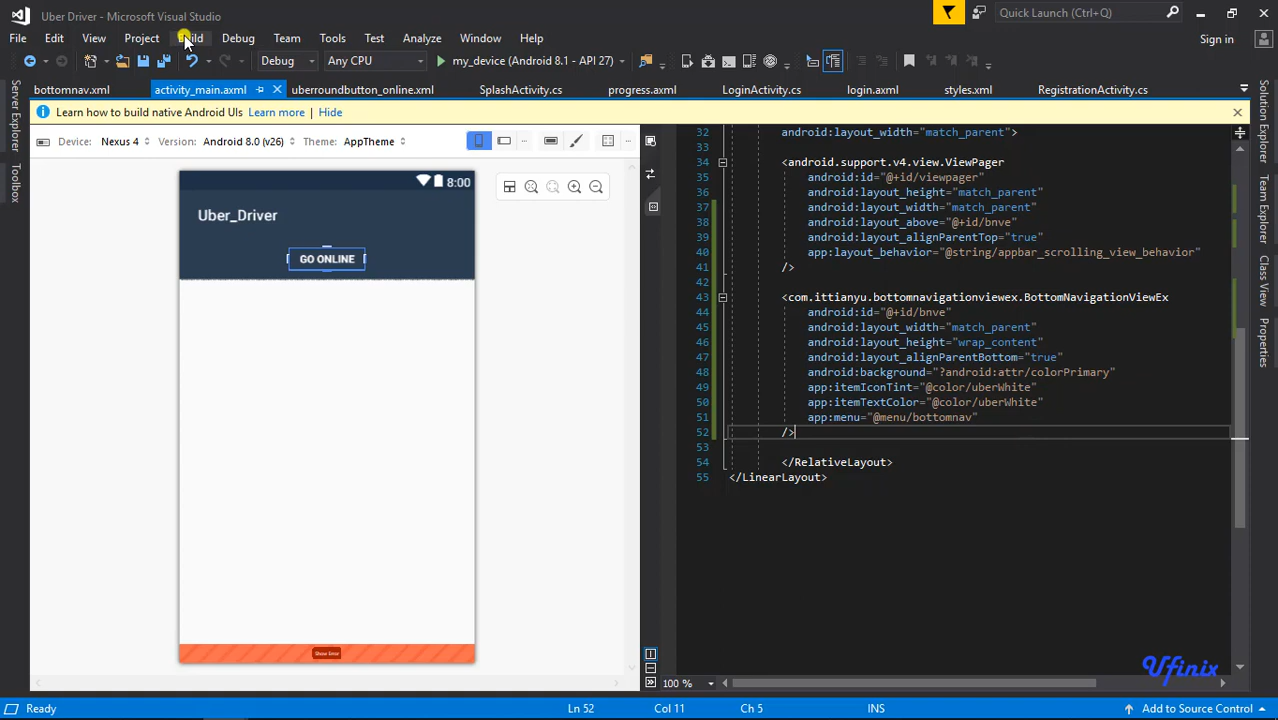 Uber Driver - Microsoft Visual Studio
Quick Launch (Ctrl+Q)
File Edit View Project Build Debug Team Tools Test Analyze Window Help
Sign in
Debug Any CPU my_device (Android 8.1 - API 27)
bottomnav.xml activity_main.axml uberroundbutton_online.xml SplashActivity.cs progress.axml LoginActivity.cs login.axml styles.xml RegistrationActivity.cs
Learn how to build native Android UIs Learn more Hide
Device: Nexus 4 Version: Android 8.0 (v26) Theme: AppTheme
Server Explorer
Toolbox
8:00
Uber_Driver
GO ONLINE
Show Error
32 android:layout_width="match_parent">
33
34 <android.support.v4.view.ViewPager
35 android:id="@+id/viewpager"
36 android:layout_height="match_parent"
37 android:layout_width="match_parent"
38 android:layout_above="@+id/bnve"
39 android:layout_alignParentTop="true"
40 app:layout_behavior="@string/appbar_scrolling_view_behavior"
41 />
42
43 <com.ittianyu.bottomnavigationviewex.BottomNavigationViewEx
44 android:id="@+id/bnve"
45 android:layout_width="match_parent"
46 android:layout_height="wrap_content"
47 android:layout_alignParentBottom="true"
48 android:background="?android:attr/colorPrimary"
49 app:itemIconTint="@color/uberWhite"
50 app:itemTextColor="@color/uberWhite"
51 app:menu="@menu/bottomnav"
52 />
53
54 </RelativeLayout>
55 </LinearLayout>
Solution Explorer
Team Explorer
Class View
Properties
Ufinix
100 %
Ready Ln 52 Col 11 Ch 5 INS Add to Source Control